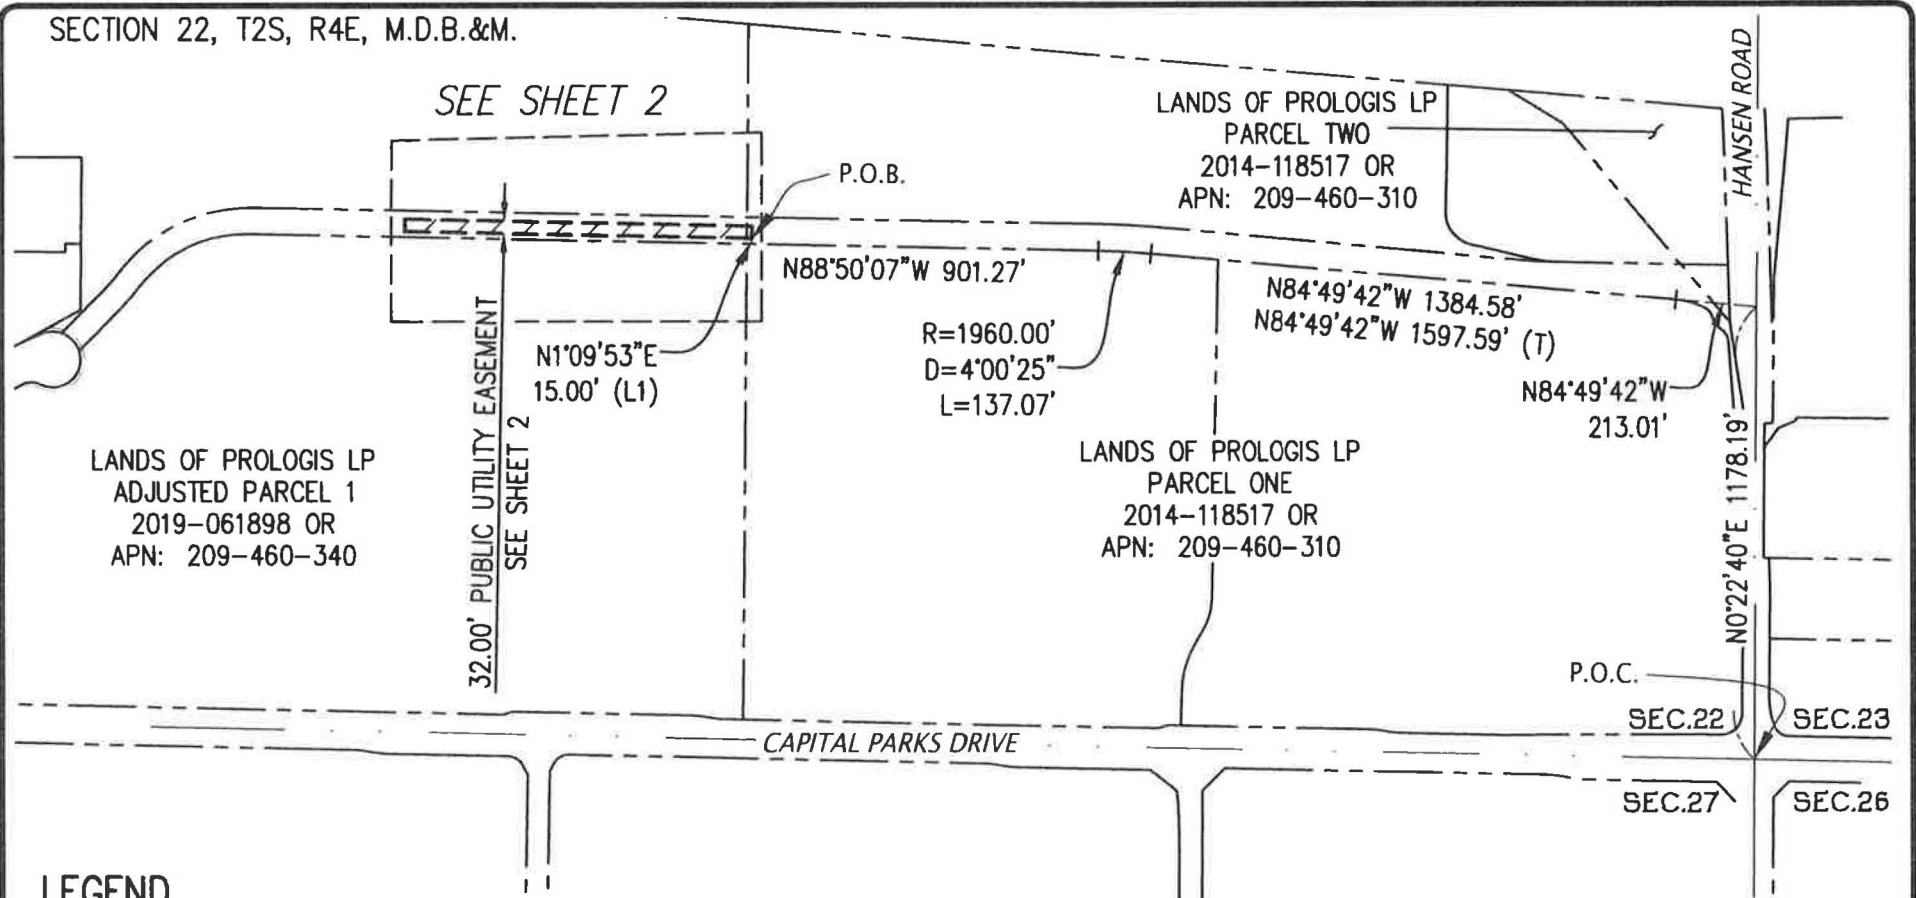 SECTION 22, T2S, R4E, M.D.B.&M.
SEE SHEET 2
LANDS OF PROLOGIS LP
PARCEL TWO
2014-118517 OR
APN: 209-460-310
HANSEN ROAD
P.O.B.
N88°50'07"W 901.27'
N84°49'42"W 1384.58'
N84°49'42"W 1597.59' (T)
R=1960.00'
D=4°00'25"
L=137.07'
N1°09'53"E
15.00' (L1)
N84°49'42"W
213.01'
32.00' PUBLIC UTILITY EASEMENT
SEE SHEET 2
LANDS OF PROLOGIS LP
ADJUSTED PARCEL 1
2019-061898 OR
APN: 209-460-340
LANDS OF PROLOGIS LP
PARCEL ONE
2014-118517 OR
APN: 209-460-310
N0°22'40"E 1178.19'
P.O.C.
SEC.22
SEC.23
CAPITAL PARKS DRIVE
SEC.27
SEC.26
LEGEND